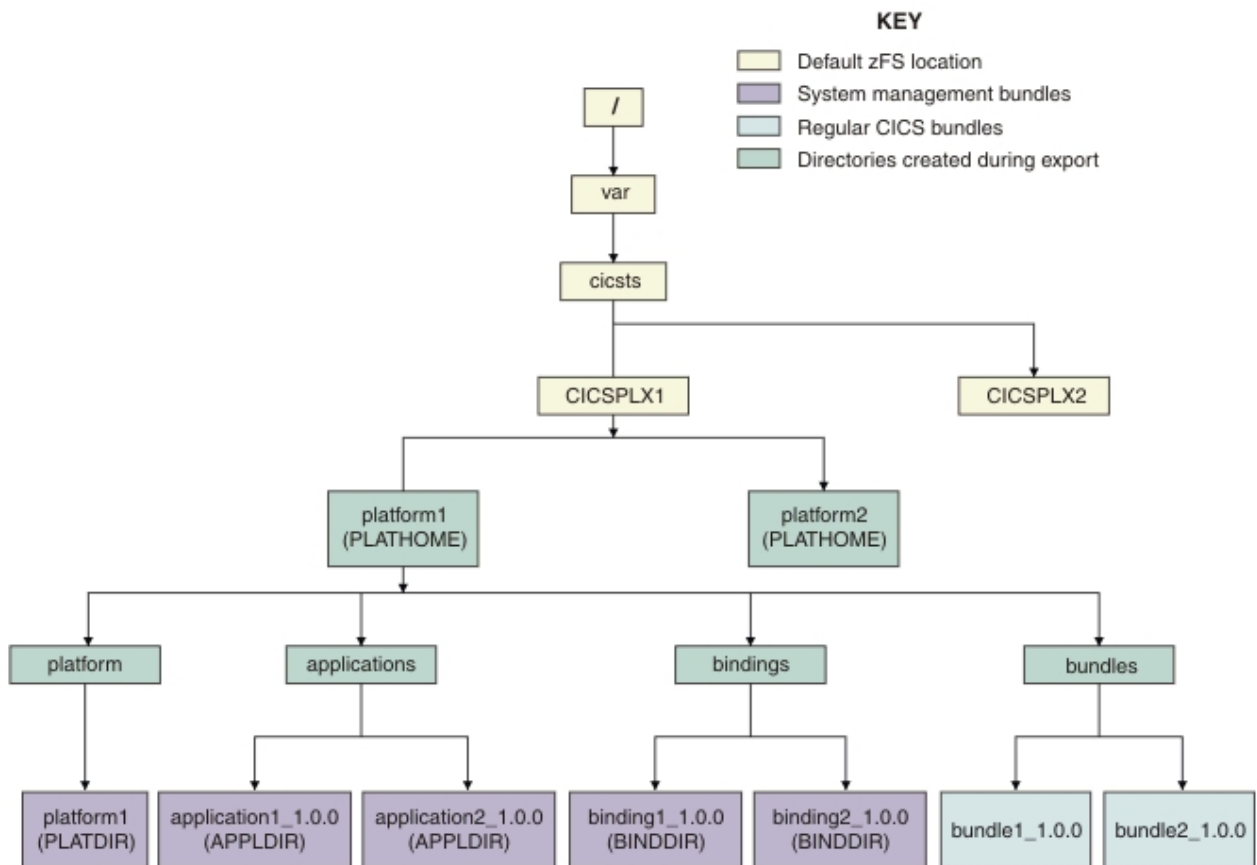 KEY
Default zFS location
System management bundles
Regular CICS bundles
Directories created during export
/
var
cicsts
CICSPLX1
CICSPLX2
platform1
(PLATHOME)
platform2
(PLATHOME)
platform
applications
bindings
bundles
platform1
(PLATDIR)
application1_1.0.0
(APPLDIR)
application2_1.0.0
(APPLDIR)
binding1_1.0.0
(BINDDIR)
binding2_1.0.0
(BINDDIR)
bundle1_1.0.0
bundle2_1.0.0